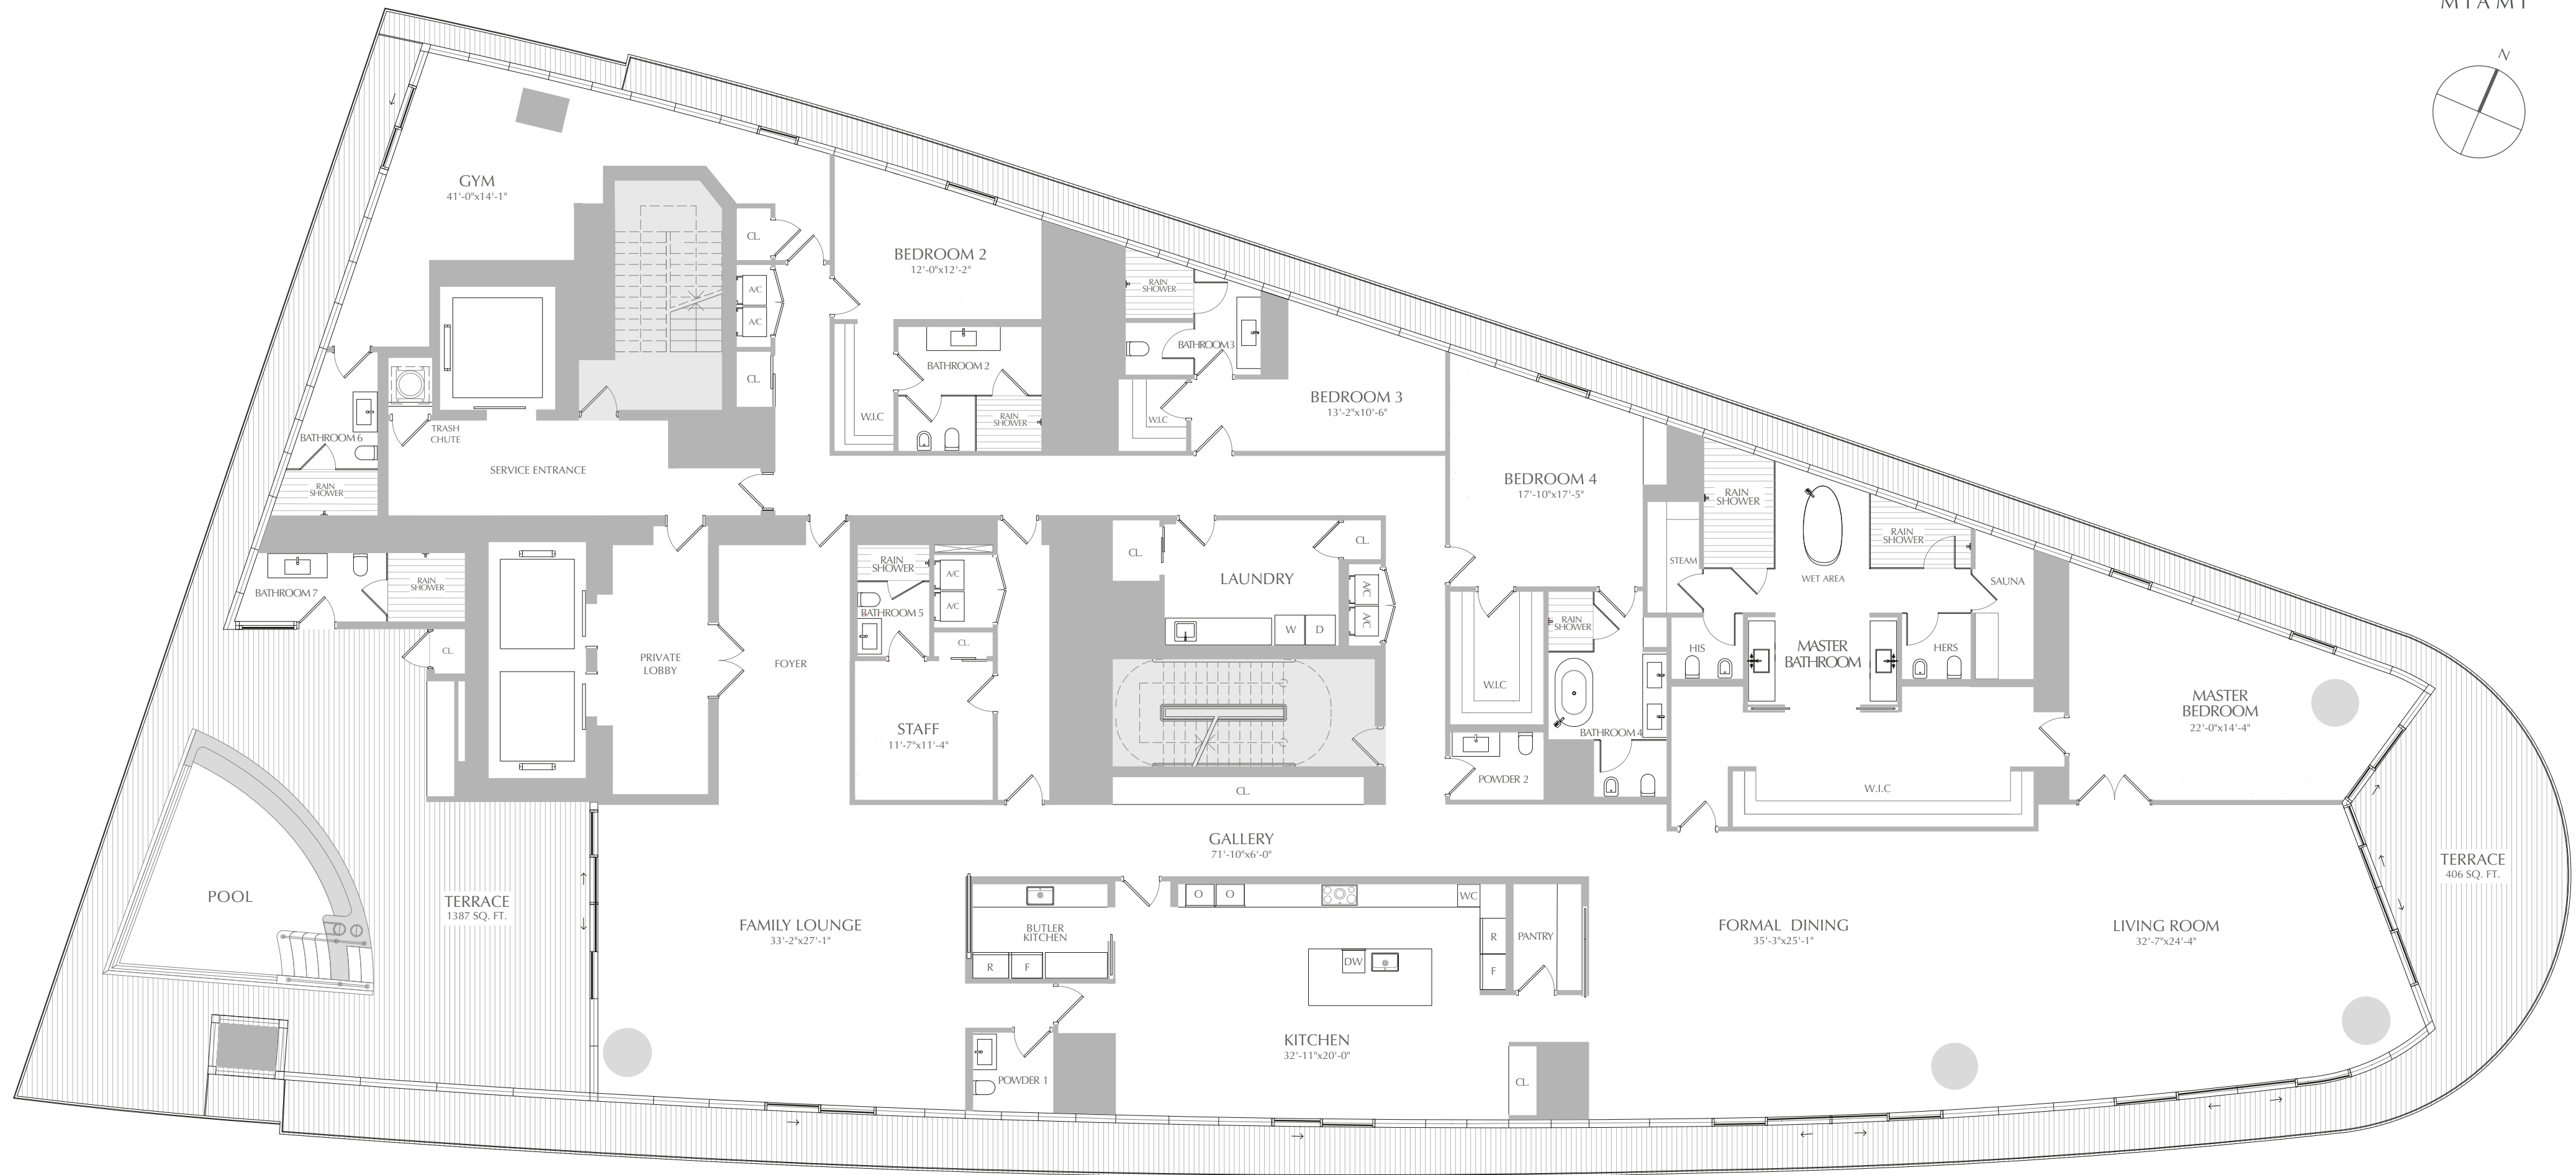 MIAMI
N
GYM
41'-0"x14'-1"
CL.
BEDROOM 2
12'-0"x12'-2"
A/C
A/C
RAIN
SHOWER
BATHROOM 3
BATHROOM 2
CL.
BEDROOM 3
13'-2"x10'-6"
W.I.C
RAIN
SHOWER
W.I.C
TRASH
CHUTE
BATHROOM 6
SERVICE ENTRANCE
RAIN
SHOWER
BEDROOM 4
17'-10"x17'-5"
RAIN
SHOWER
RAIN
SHOWER
STEAM
WET AREA
SAUNA
CL.
CL.
LAUNDRY
RAIN
SHOWER
A/C
A/C
A/C
A/C
RAIN
SHOWER
BATHROOM 7
BATHROOM 5
W
D
RAIN
SHOWER
CL.
CL.
PRIVATE
LOBBY
FOYER
HIS
MASTER
BATHROOM
HERS
W.I.C
MASTER
BEDROOM
22'-0"x14'-4"
STAFF
11'-7"x11'-4"
BATHROOM 4
POWDER 2
CL.
W.I.C
GALLERY
71'-10"x6'-0"
TERRACE
406 SQ. FT.
POOL
TERRACE
1387 SQ. FT.
FAMILY LOUNGE
33'-2"x27'-1"
BUTLER
KITCHEN
R
F
O
O
WC
R
F
DW
PANTRY
FORMAL DINING
35'-3"x25'-1"
LIVING ROOM
32'-7"x24'-4"
KITCHEN
32'-11"x20'-0"
POWDER 1
CL.